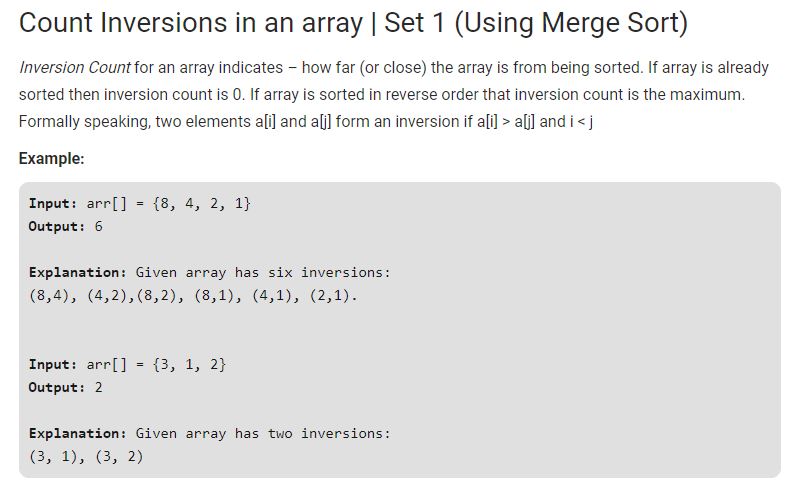 Count Inversions in an array | Set 1 (Using Merge Sort)
Inversion Count for an array indicates – how far (or close) the array is from being sorted. If array is already
sorted then inversion count is 0. If array is sorted in reverse order that inversion count is the maximum.
Formally speaking, two elements a[i] and a[j] form an inversion if a[i] > a[j] and i < j
Example:
Input: arr[] = {8, 4, 2, 1}
Output: 6
Explanation: Given array has six inversions:
(8,4), (4,2),(8,2), (8,1), (4,1), (2,1).
Input: arr[] = {3, 1, 2}
Output: 2
Explanation: Given array has two inversions:
(3, 1), (3, 2)